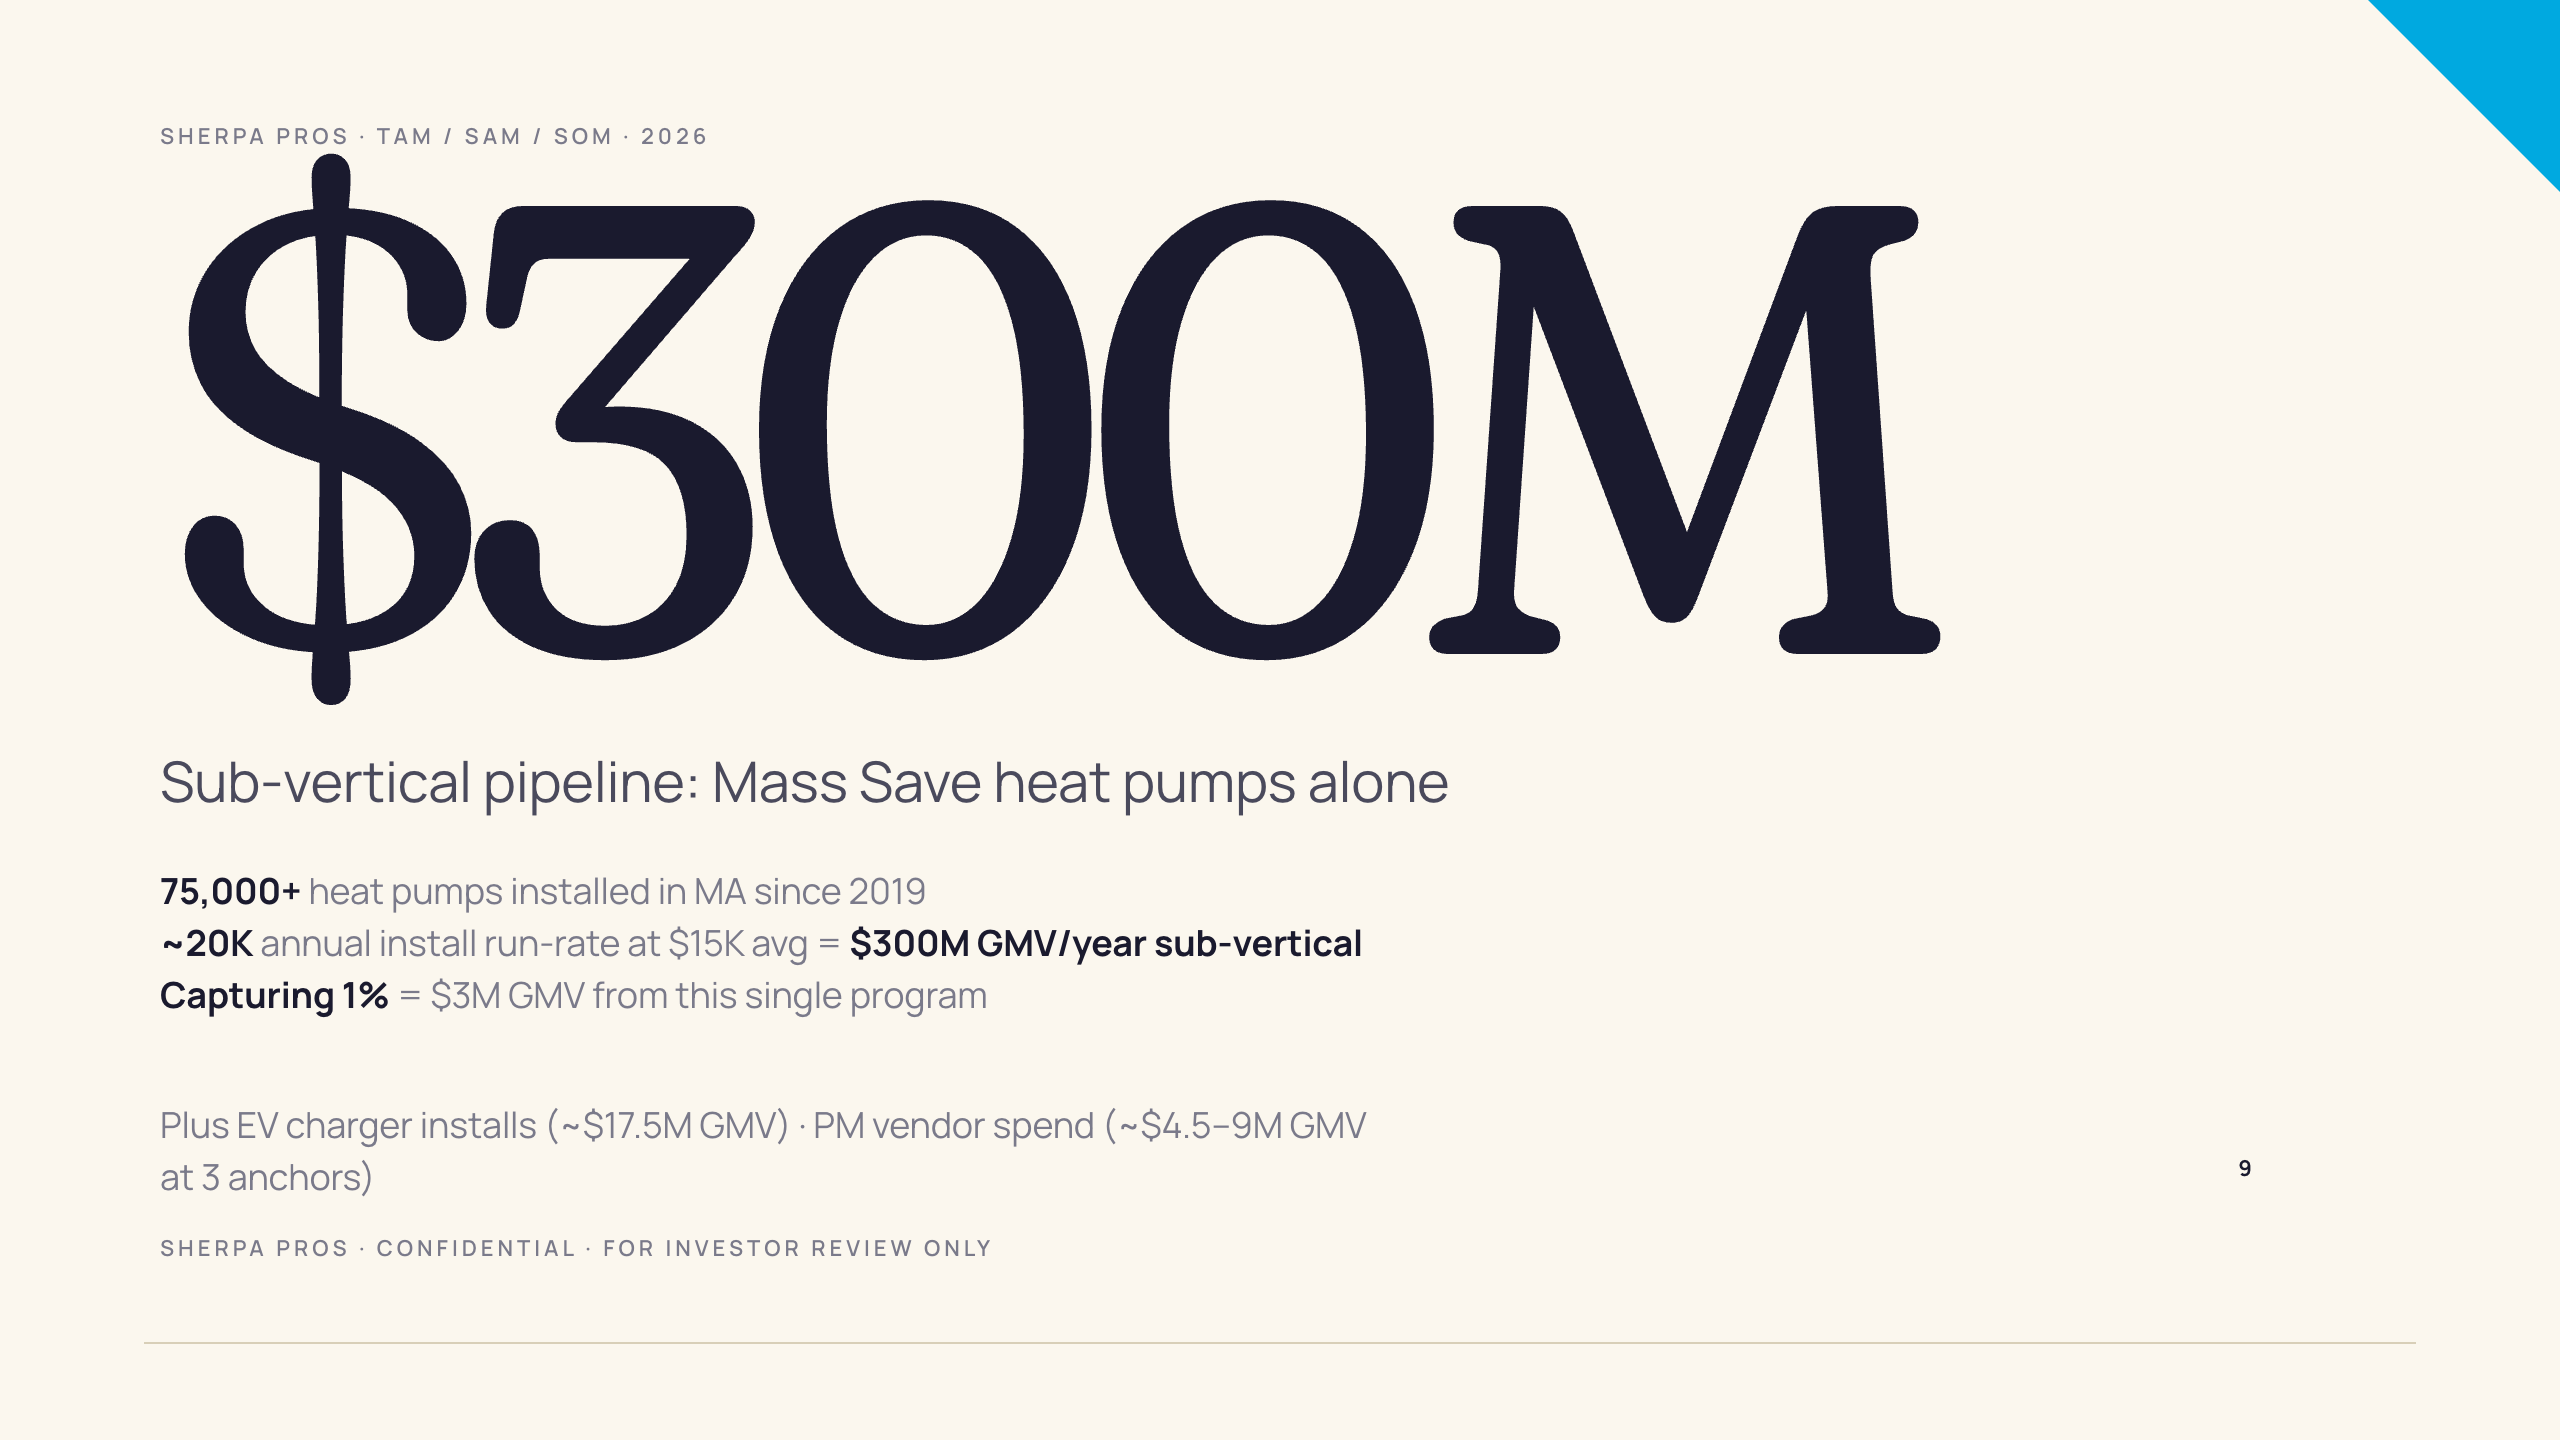 SHERPA PROS · TAM / SAM / SOM · 2026
$300M
Sub-vertical pipeline: Mass Save heat pumps alone
75,000+ heat pumps installed in MA since 2019
~20K annual install run-rate at $15K avg = $300M GMV/year sub-vertical
Capturing 1% = $3M GMV from this single program
Plus EV charger installs (~$17.5M GMV) · PM vendor spend (~$4.5–9M GMV
at 3 anchors)
9
SHERPA PROS · CONFIDENTIAL · FOR INVESTOR REVIEW ONLY